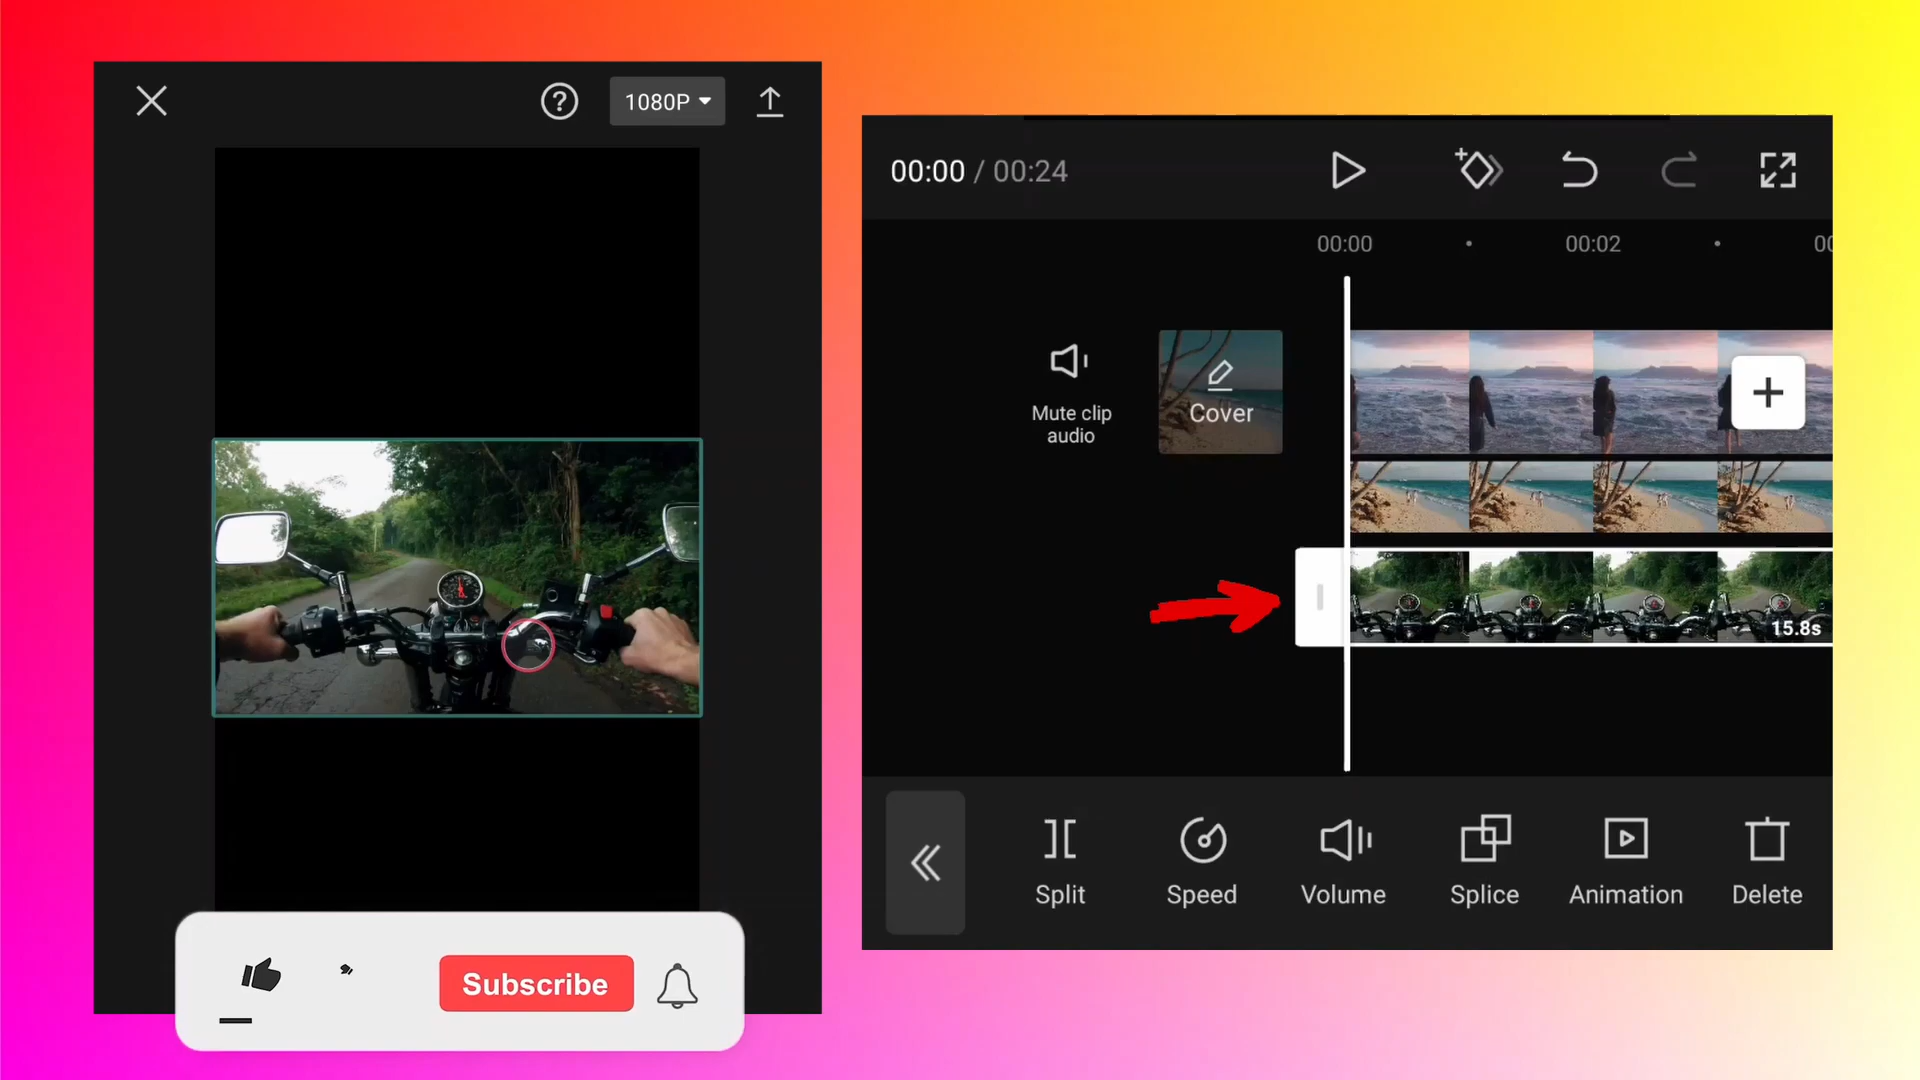 1080P
00:00 / 00:24
00:00
00:02
Mute clip
audio
Cover
15.8s
Split
Speed
Volume
Splice
Animation
Delete
Subscribe